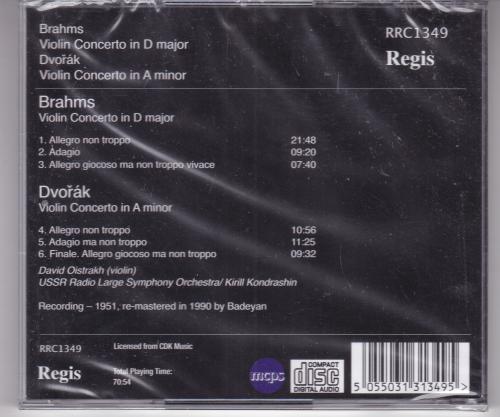 Brahms
Violin Concerto in D major
Dvořák
Violin Concerto in A minor
RRC1349
Regis
Brahms
Violin Concerto in D major
1. Allegro non troppo 21:48
2. Adagio 09:20
3. Allegro giocoso ma non troppo vivace 07:40
Dvořák
Violin Concerto in A minor
4. Allegro non troppo 10:56
5. Adagio ma non troppo 11:25
6. Finale. Allegro giocoso ma non troppo 09:32
David Oistrakh (violin)
USSR Radio Large Symphony Orchestra/ Kirill Kondrashin
Recording – 1951, re-mastered in 1990 by Badeyan
RRC1349
Licensed from CDK Music
Regis
Total Playing Time:
70:54
mcps
COMPACT
disc
DIGITAL AUDIO
5 055031 313495 >